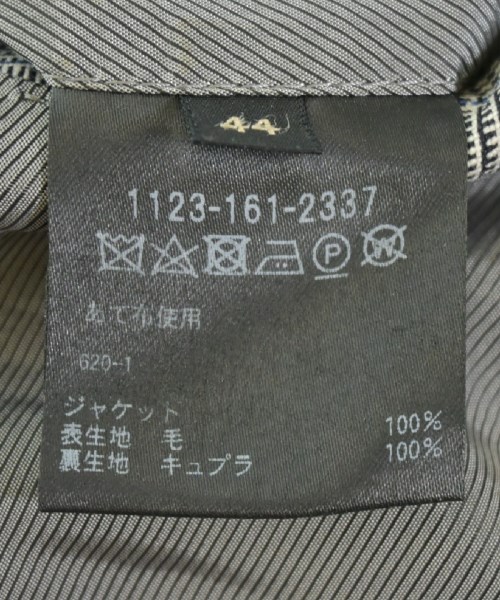 44
1123-161-2337
P W
あて布使用
G20-1
ジャケット
表生地 毛 100%
裏生地 キュプラ 100%